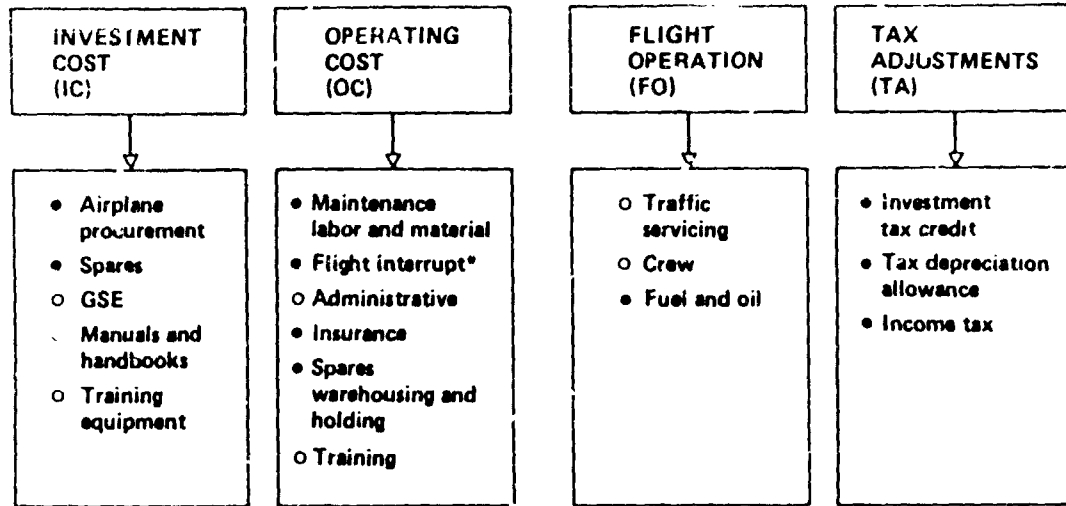 INVESTMENT
COST
(IC)
● Airplane
procurement
● Spares
○ GSE
Manuals and
handbooks
○ Training
equipment
OPERATING
COST
(OC)
● Maintenance
labor and material
● Flight interrupt*
○ Administrative
● Insurance
● Spares
warehousing and
holding
○ Training
FLIGHT
OPERATION
(FO)
○ Traffic
servicing
○ Crew
● Fuel and oil
TAX
ADJUSTMENTS
(TA)
● Investment
tax credit
● Tax depreciation
allowance
● Income tax